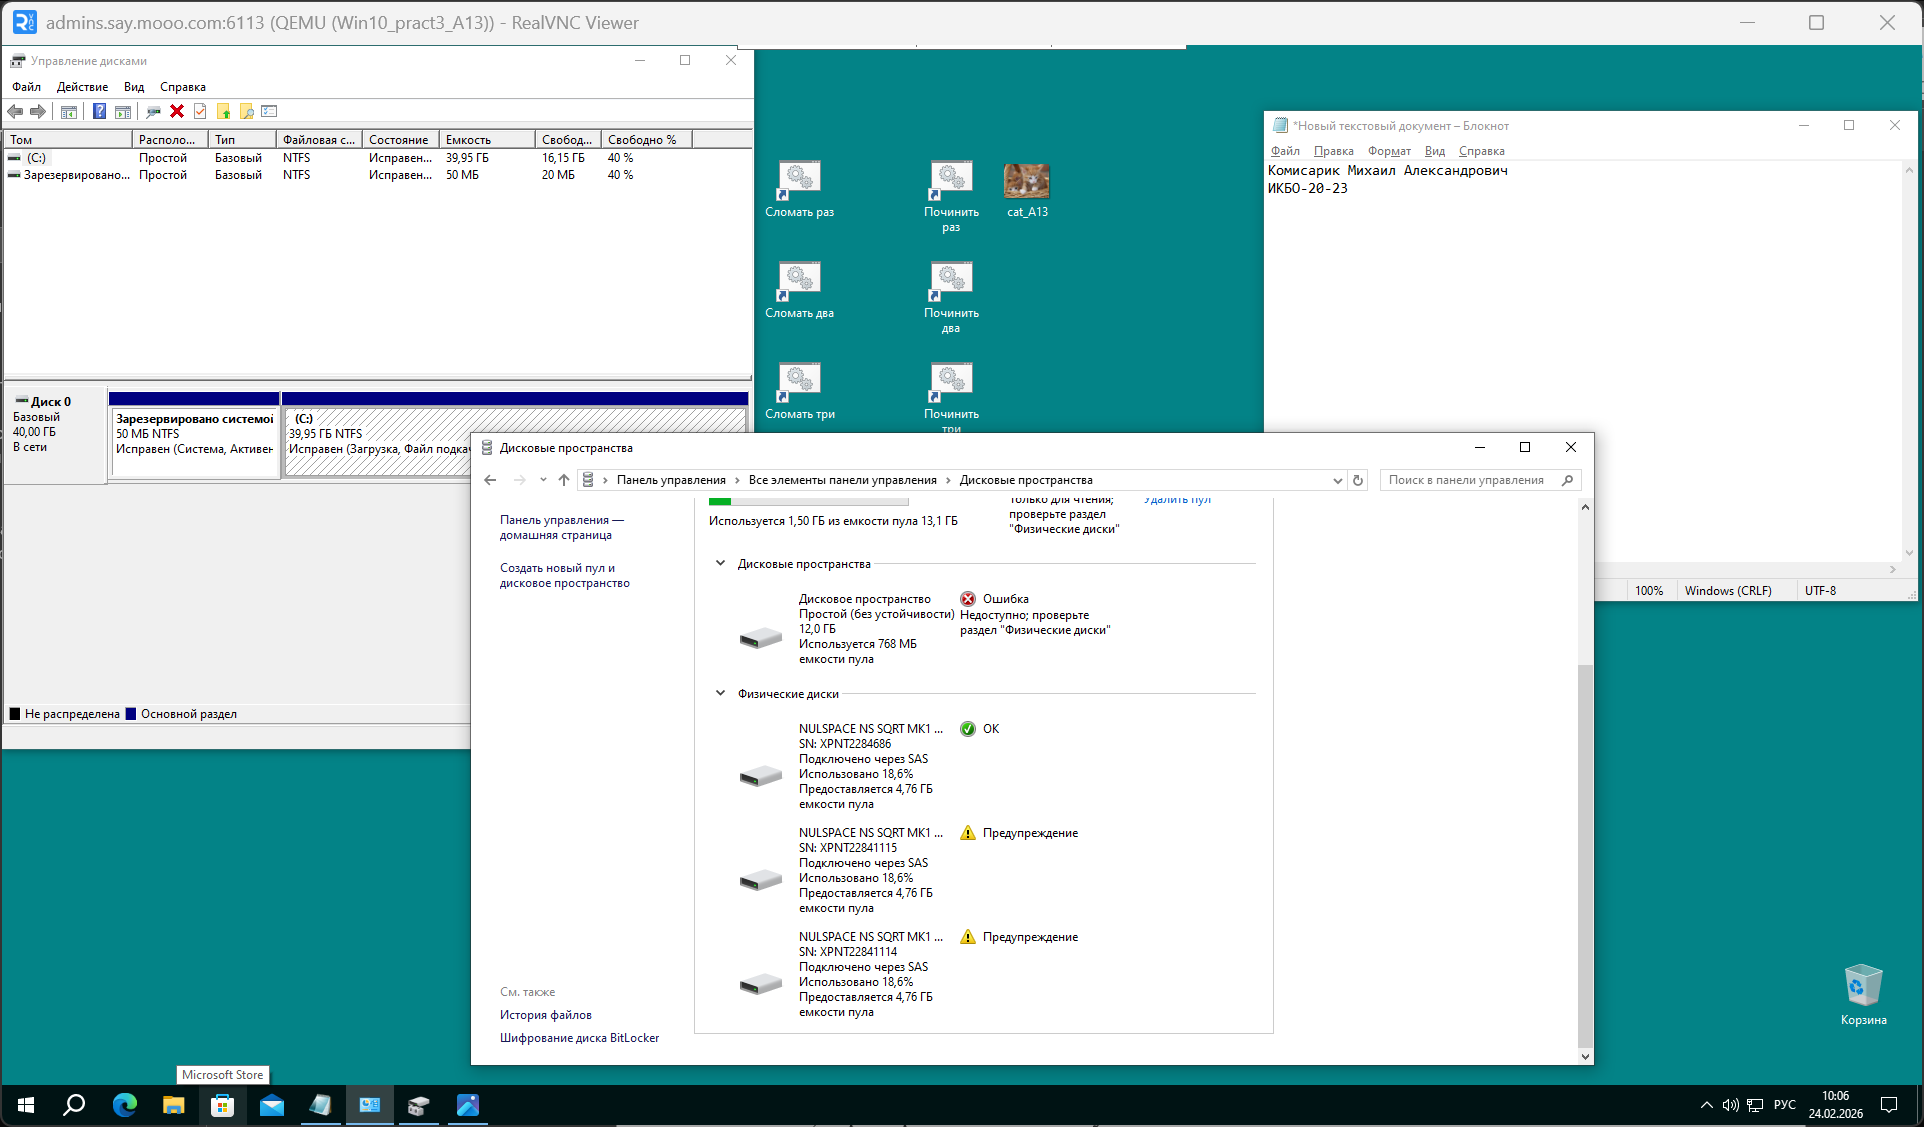 admins.say.mooo.com:6113 (QEMU (Win10_pract3_A13)) - RealVNC Viewer
Управление дисками
Файл Действие Вид Справка
Том Располо... Тип Файловая с... Состояние Емкость Свобод... Свободно %
(C:) Простой Базовый NTFS Исправен... 39,95 ГБ 16,15 ГБ 40 %
Зарезервировано... Простой Базовый NTFS Исправен... 50 МБ 20 МБ 40 %
Диск 0
Базовый
40,00 ГБ
В сети
Зарезервировано системой
50 МБ NTFS
Исправен (Система, Активен
(C:)
39,95 ГБ NTFS
Исправен (Загрузка, Файл подкач
Не распределена Основной раздел
Сломать раз
Починить
раз
cat_A13
Сломать два
Починить
два
Сломать три
Починить
три
*Новый текстовый документ – Блокнот
Файл Правка Формат Вид Справка
Комисарик Михаил Александрович
ИКБО-20-23
100% Windows (CRLF) UTF-8
Дисковые пространства
Панель управления Все элементы панели управления Дисковые пространства
Поиск в панели управления
Панель управления —
домашняя страница
Создать новый пул и
дисковое пространство
Используется 1,50 ГБ из емкости пула 13,1 ГБ
только для чтения;
проверьте раздел
"Физические диски"
Удалить пул
Дисковые пространства
Дисковое пространство
Простой (без устойчивости)
12,0 ГБ
Используется 768 МБ
емкости пула
Ошибка
Недоступно; проверьте
раздел "Физические диски"
Физические диски
NULSPACE NS SQRT MK1 ...
SN: XPNT2284686
Подключено через SAS
Использовано 18,6%
Предоставляется 4,76 ГБ
емкости пула
ОК
NULSPACE NS SQRT MK1 ...
SN: XPNT22841115
Подключено через SAS
Использовано 18,6%
Предоставляется 4,76 ГБ
емкости пула
Предупреждение
NULSPACE NS SQRT MK1 ...
SN: XPNT22841114
Подключено через SAS
Использовано 18,6%
Предоставляется 4,76 ГБ
емкости пула
Предупреждение
См. также
История файлов
Шифрование диска BitLocker
Корзина
Microsoft Store
РУС
10:06
24.02.2026